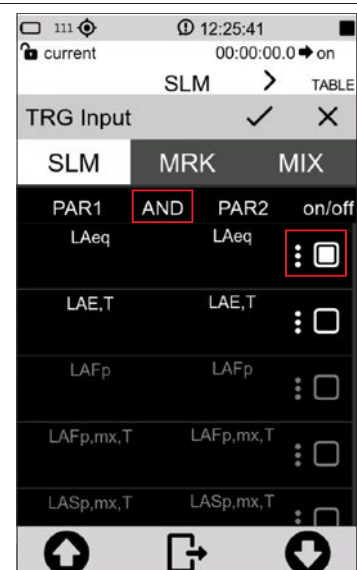 111 12:25:41
current 00:00:00.0 on
SLM > TABLE
TRG Input
SLM MRK MIX
PAR1 AND PAR2 on/off
LAeq LAeq
LAE,T LAE,T
LAFp LAFp
LAFp,mx,T LAFp,mx,T
LASp,mx,T LASp,mx,T